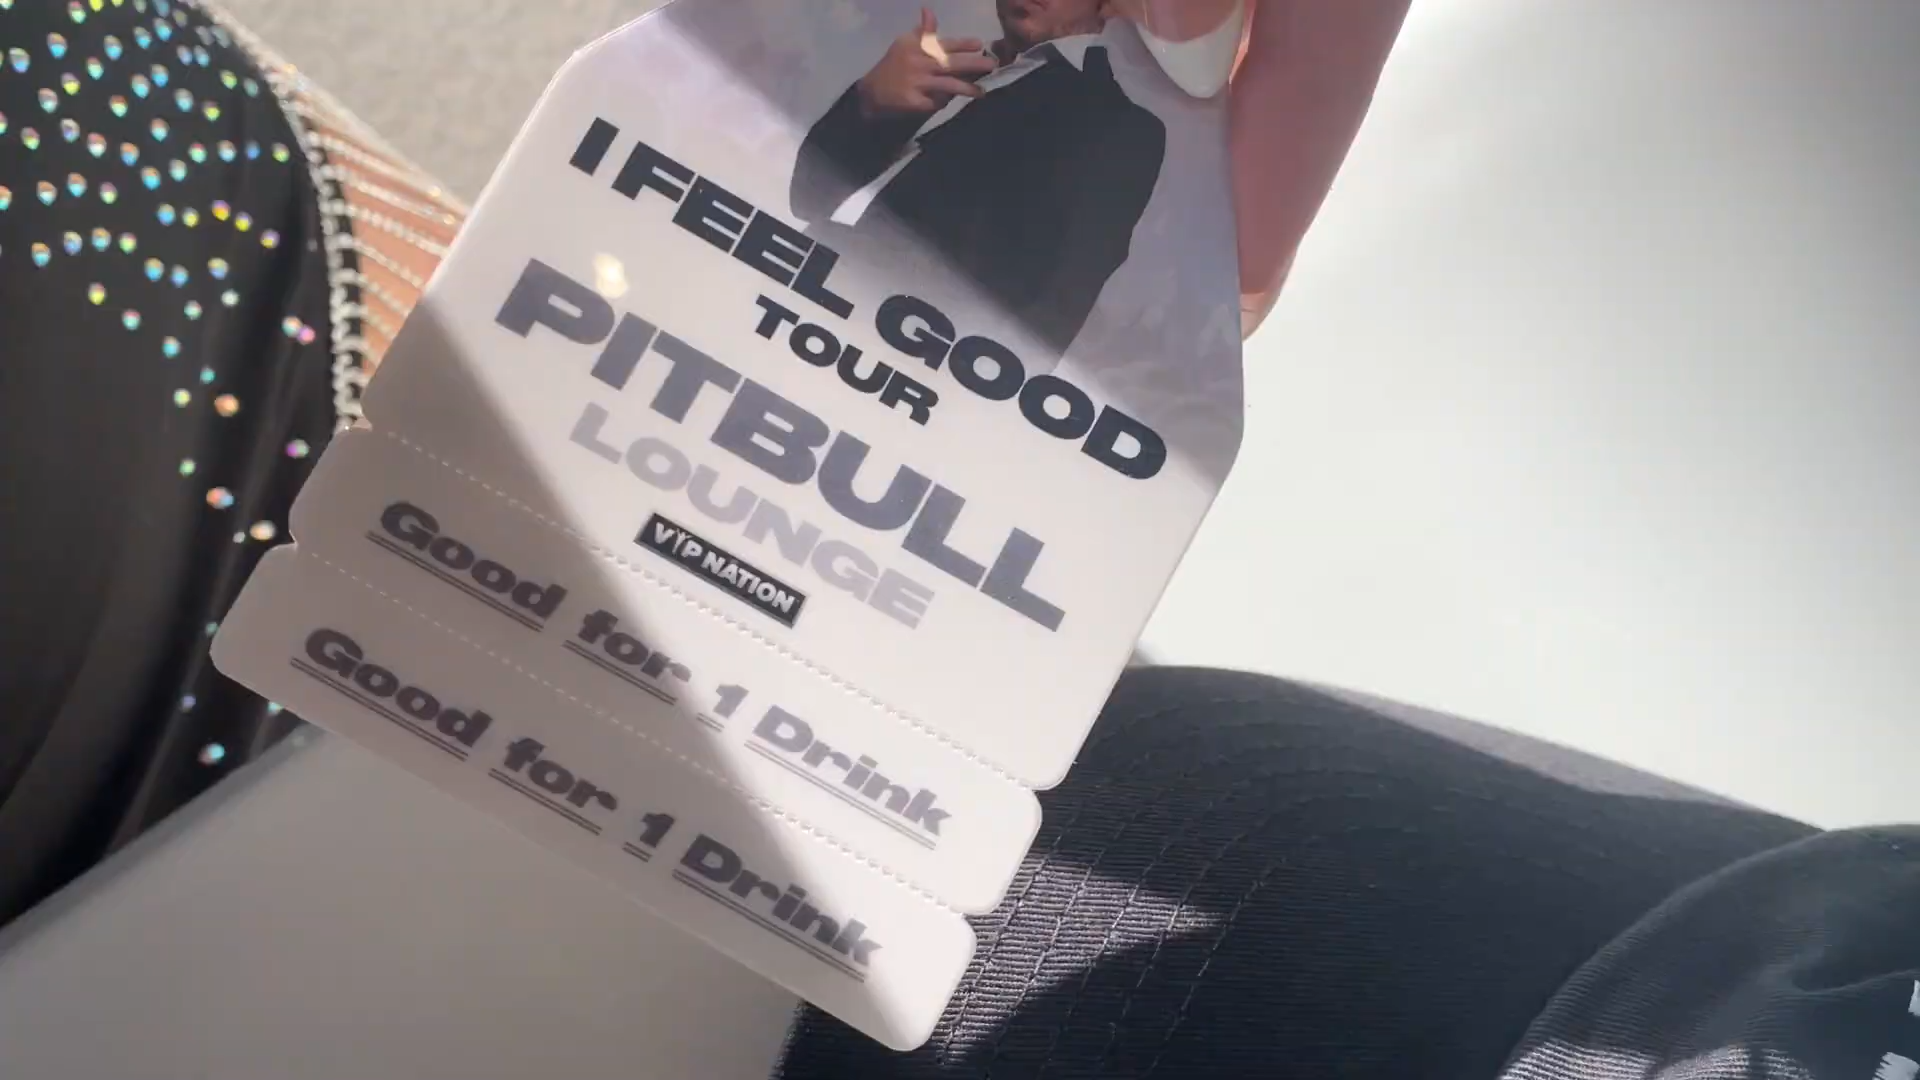 I FEEL GOOD
TOUR
PITBULL
LOUNGE
VIP NATION
Good for 1 Drink
Good for 1 Drink